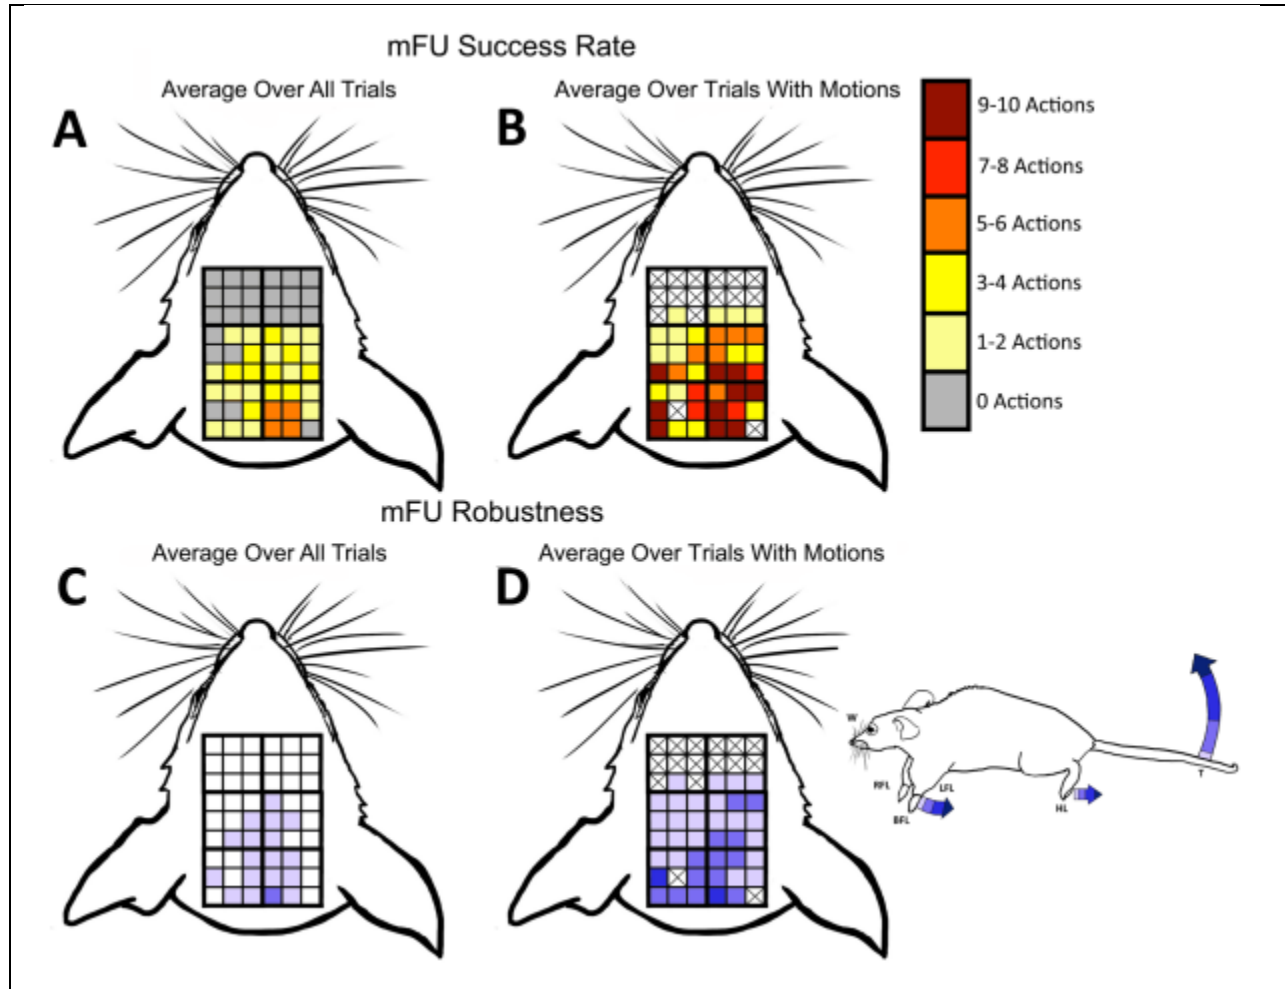 mFU Success Rate
Average Over All Trials
Average Over Trials With Motions
A
B
9-10 Actions
7-8 Actions
5-6 Actions
3-4 Actions
1-2 Actions
0 Actions
mFU Robustness
Average Over All Trials
Average Over Trials With Motions
C
D
W
RFL
LFL
BFL
HL
T